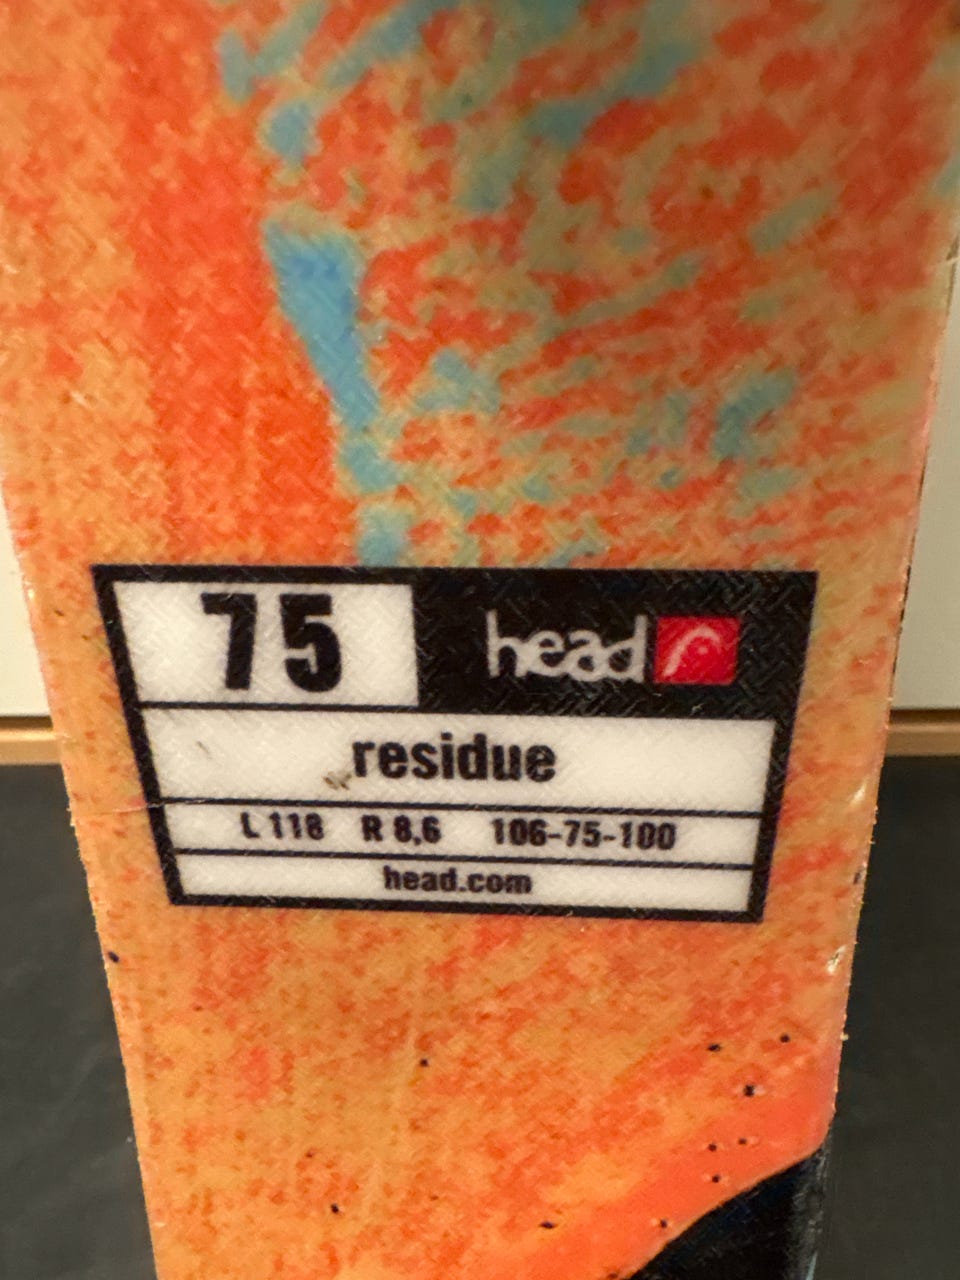 75 head
residue
L 118 R 8,6 106-75-100
head.com